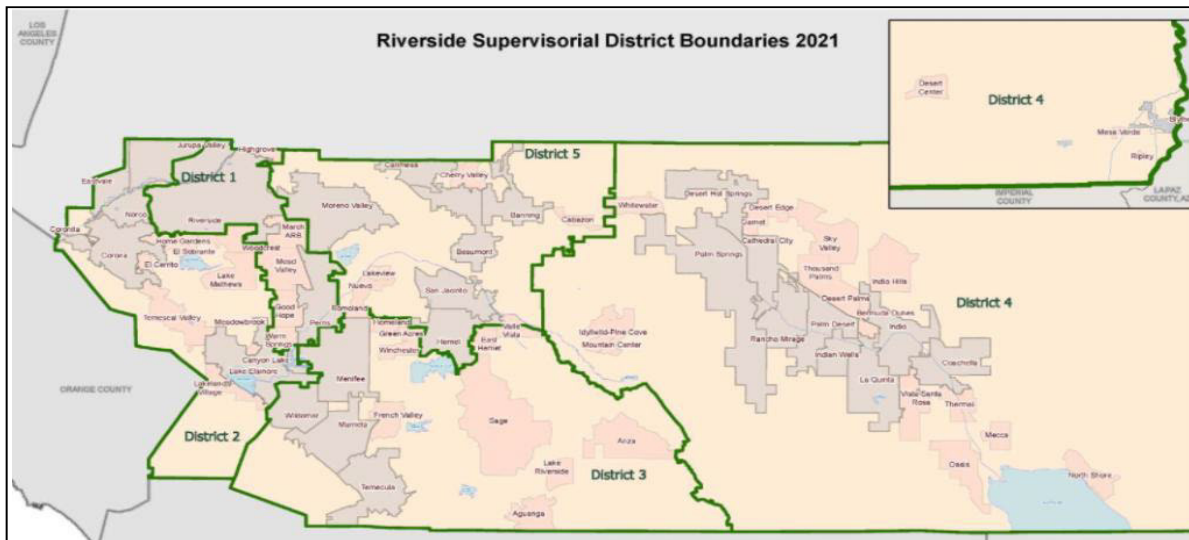 LOS
ANGELES
COUNTY
Riverside Supervisorial District Boundaries 2021
Desert
Center
District 4
Mesa Verde
Blythe
Ripley
IMPERIAL
COUNTY
LA PAZ
COUNTY, AZ
Jurupa Valley
Highgrove
Eastvale
District 1
Norco
Riverside
Coronita
Corona
Home Gardens
El Sobrante
El Cerrito
Woodcrest
March
ARB
Lake
Mathews
Mead
Valley
Good
Hope
Temescal Valley
Meadowbrook
Perris
Warm
Springs
Canyon Lake
Lake Elsinore
Lakeland
Village
ORANGE COUNTY
District 2
Calimesa
Cherry Valley
District 5
Moreno Valley
Banning
Cabazon
Beaumont
Lakeview
Nuevo
San Jacinto
Romoland
Homeland
Green Acres
Winchester
Hemet
East
Hemet
Valle
Vista
Menifee
Wildomar
Murrieta
French Valley
Sage
Anza
Lake
Riverside
District 3
Temecula
Aguanga
Whitewater
Desert Hot Springs
Desert Edge
Garnet
Cathedral City
Palm Springs
Sky
Valley
Thousand
Palms
Indio Hills
Desert Palms
Bermuda Dunes
District 4
Idyllwild-Pine Cove
Mountain Center
Palm Desert
Indio
Rancho Mirage
Indian Wells
Coachella
La Quinta
Vista Santa
Rosa
Thermal
Mecca
Oasis
North Shore